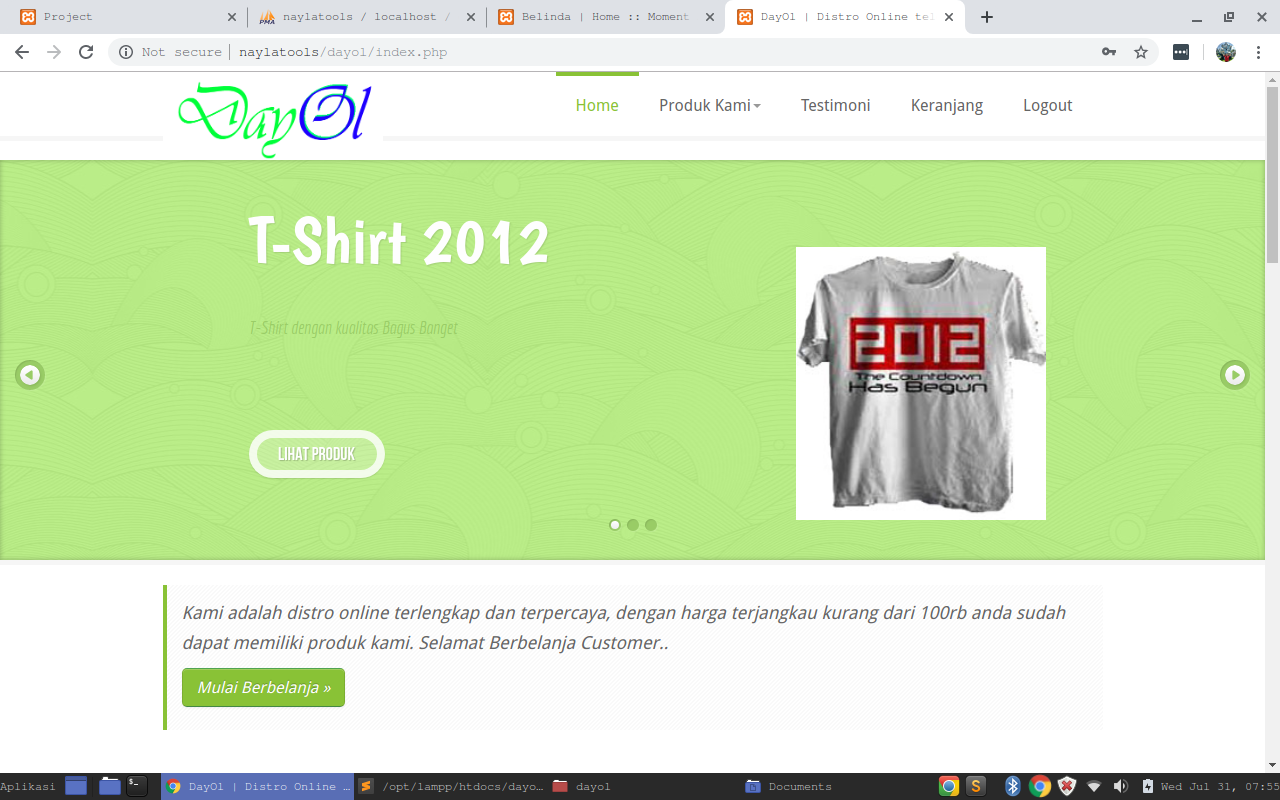 Project
naylatools / localhost /
Belinda | Home :: Moment
DayOl | Distro Online tel
Not secure | naylatools/dayol/index.php
DayOl
Home
Produk Kami
Testimoni
Keranjang
Logout
T-Shirt 2012
T-Shirt dengan kualitas Bagus Banget
2012
The Countdown
Has Begun
LIHAT PRODUK
Kami adalah distro online terlengkap dan terpercaya, dengan harga terjangkau kurang dari 100rb anda sudah
dapat memiliki produk kami. Selamat Berbelanja Customer..
Mulai Berbelanja »
Aplikasi
DayOl | Distro Online ...
/opt/lampp/htdocs/dayo...
dayol
Documents
Wed Jul 31, 07:55